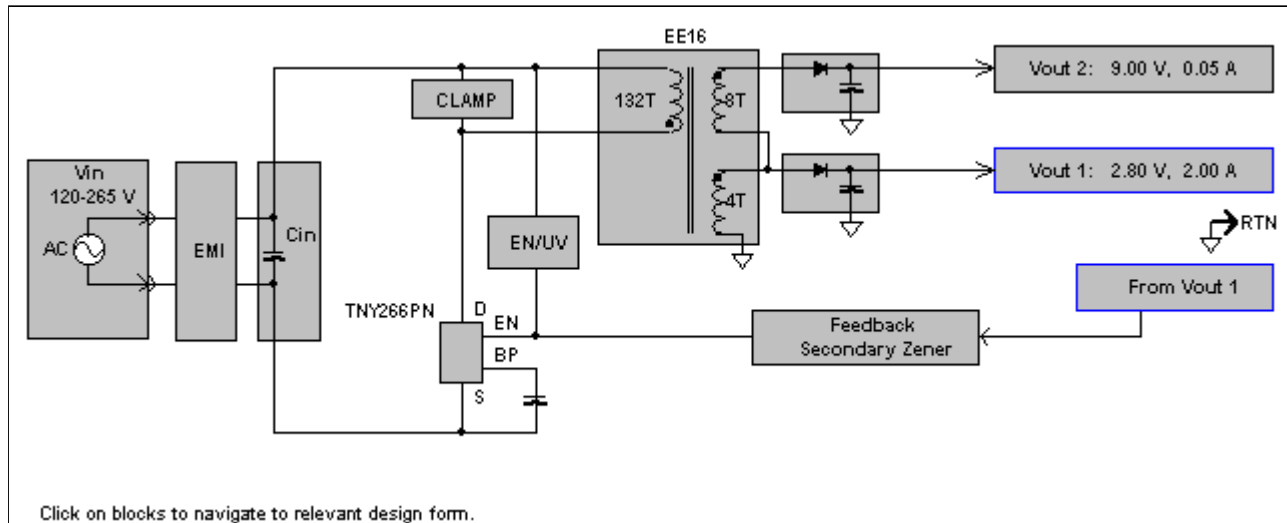 EE16
CLAMP
132T
8T
4T
Vout 2: 9.00 V, 0.05 A
Vout 1: 2.80 V, 2.00 A
RTN
Vin
120-265 V
AC
EMI
Cin
EN/UV
TNY266PN
D
EN
BP
S
Feedback
Secondary Zener
From Vout 1
Click on blocks to navigate to relevant design form.